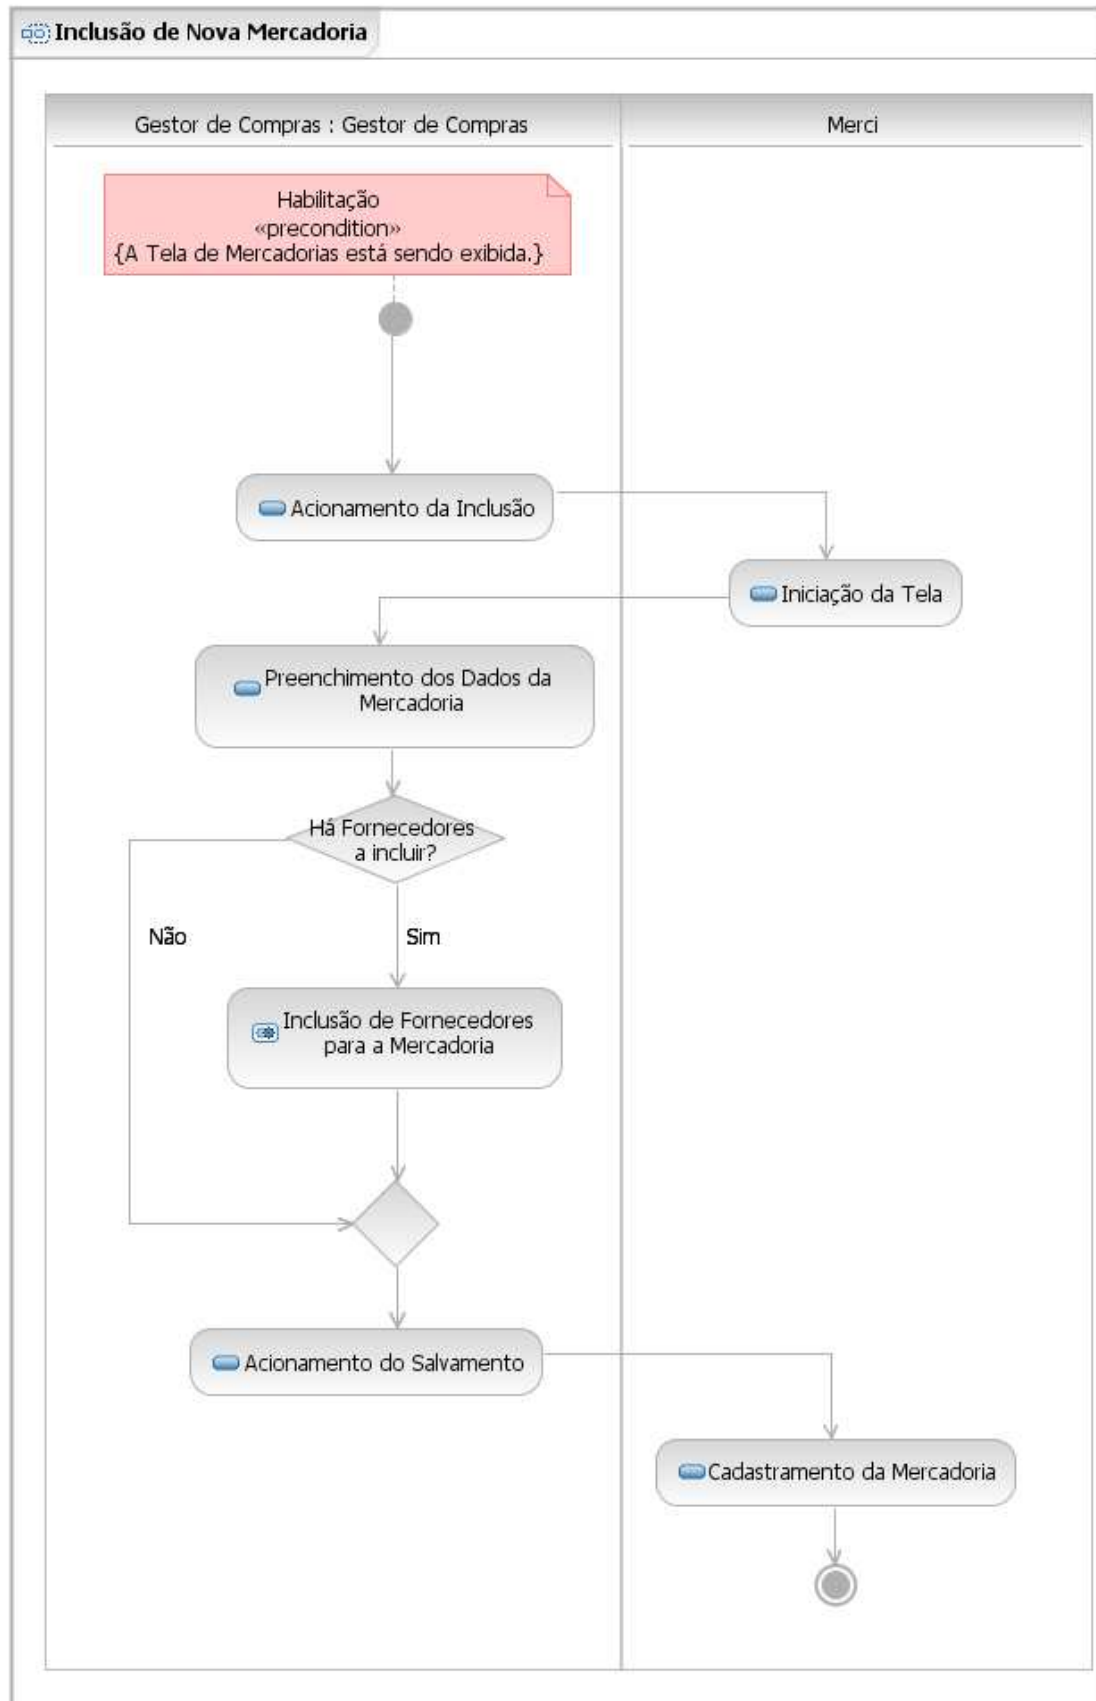 Inclusão de Nova Mercadoria
Gestor de Compras : Gestor de Compras
Merci
Habilitação
«precondition»
{A Tela de Mercadorias está sendo exibida.}
Acionamento da Inclusão
Iniciação da Tela
Preenchimento dos Dados da
Mercadoria
Há Fornecedores
a incluir?
Não
Sim
Inclusão de Fornecedores
para a Mercadoria
Acionamento do Salvamento
Cadastramento da Mercadoria